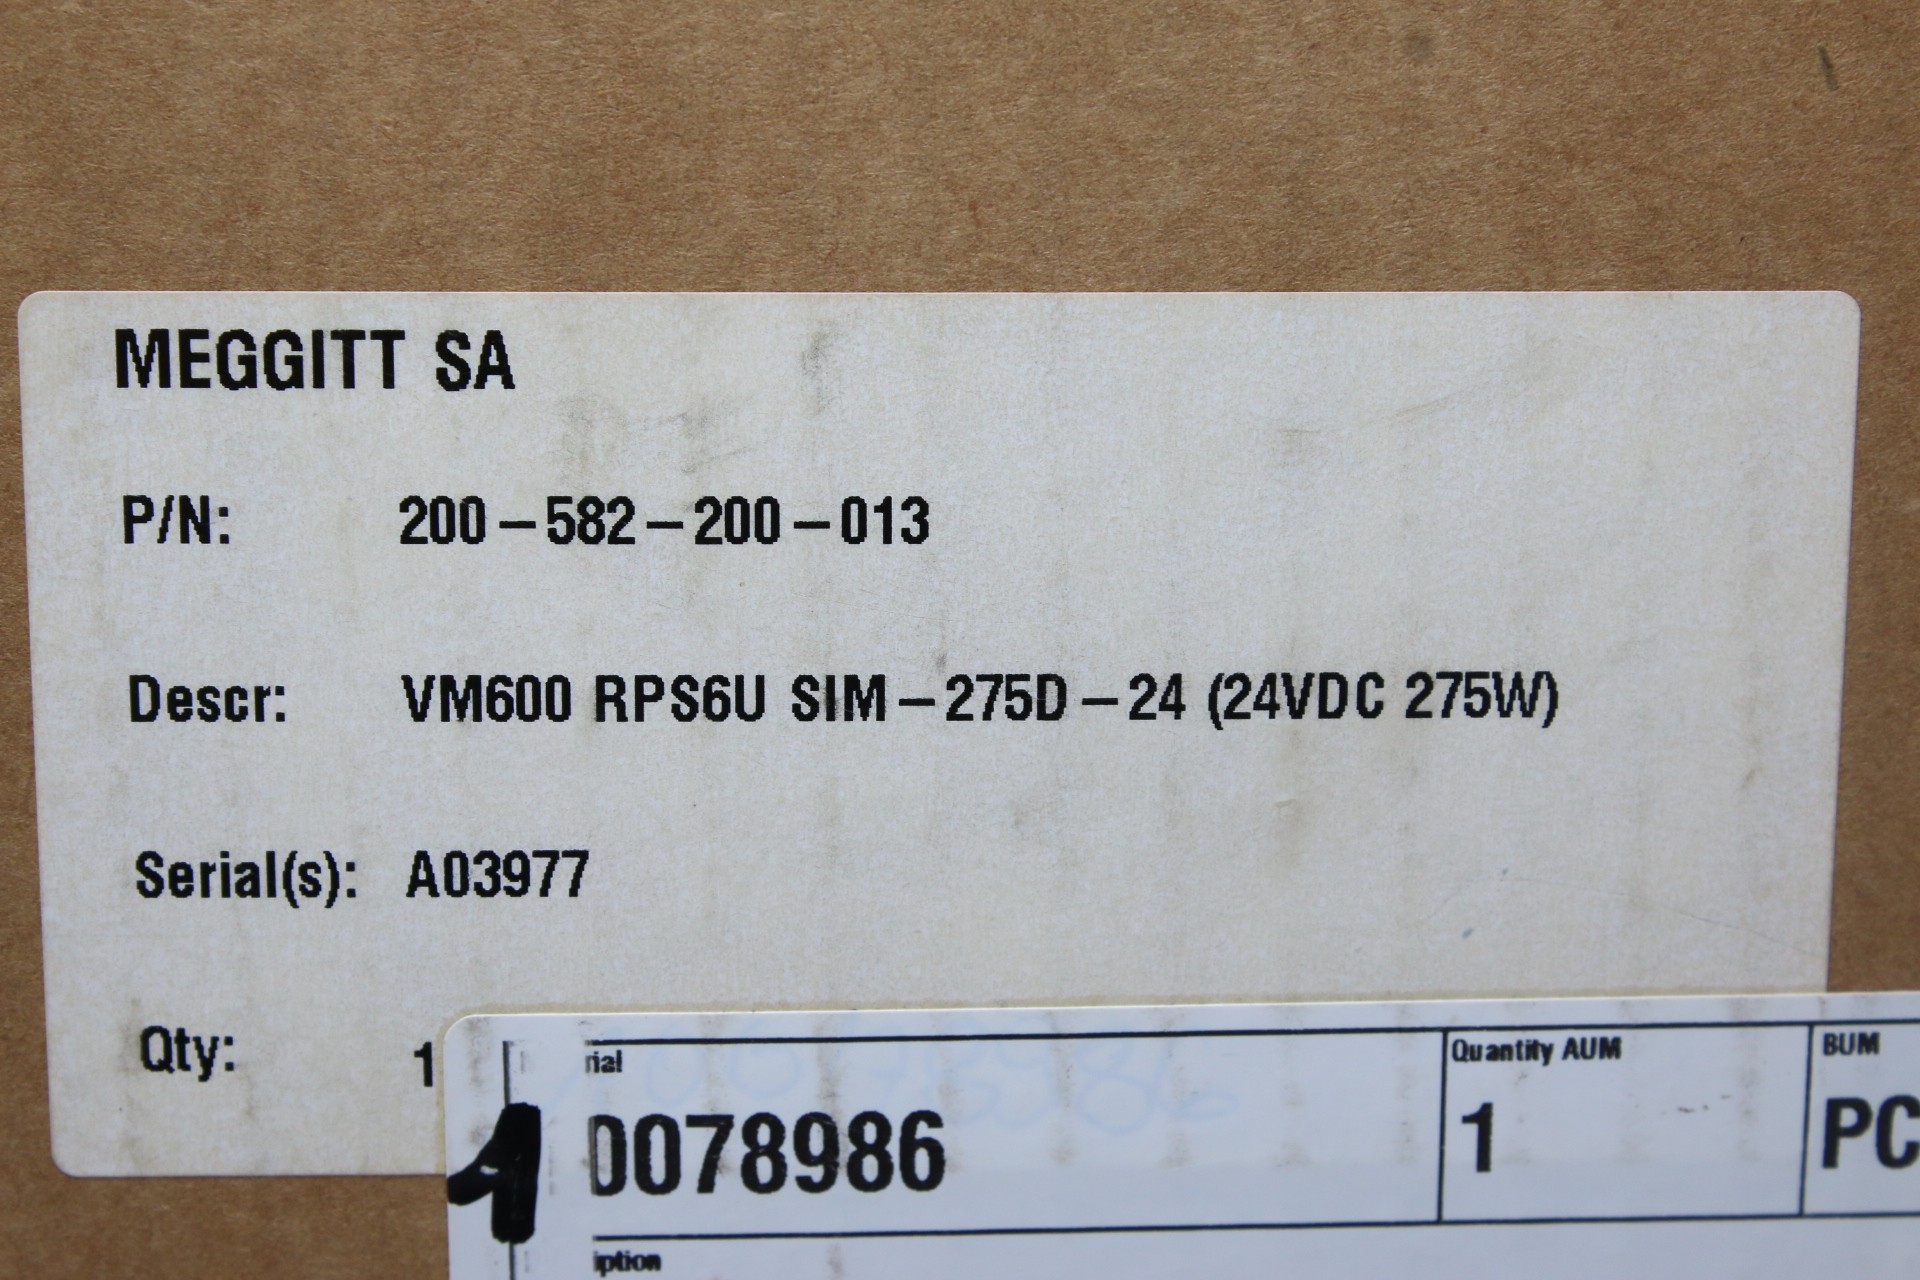 MEGGITT SA
P/N: 200-582-200-013
Descr: VM600 RPS6U SIM-275D-24 (24VDC 275W)
Serial(s): A03977
Qty: 1
rial Quantity AUM BUM
1 0078986 1 PC
iption